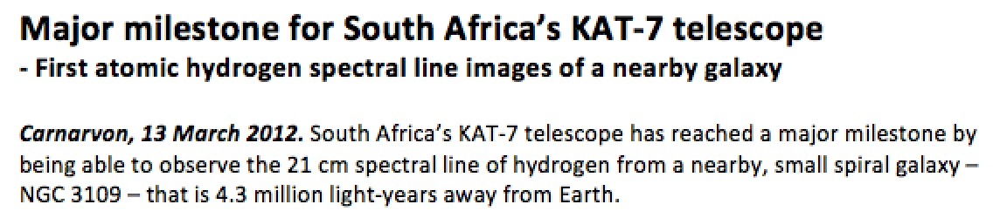 Major milestone for South Africa’s KAT-7 telescope
- First atomic hydrogen spectral line images of a nearby galaxy
Carnarvon, 13 March 2012. South Africa’s KAT-7 telescope has reached a major milestone by
being able to observe the 21 cm spectral line of hydrogen from a nearby, small spiral galaxy –
NGC 3109 – that is 4.3 million light-years away from Earth.